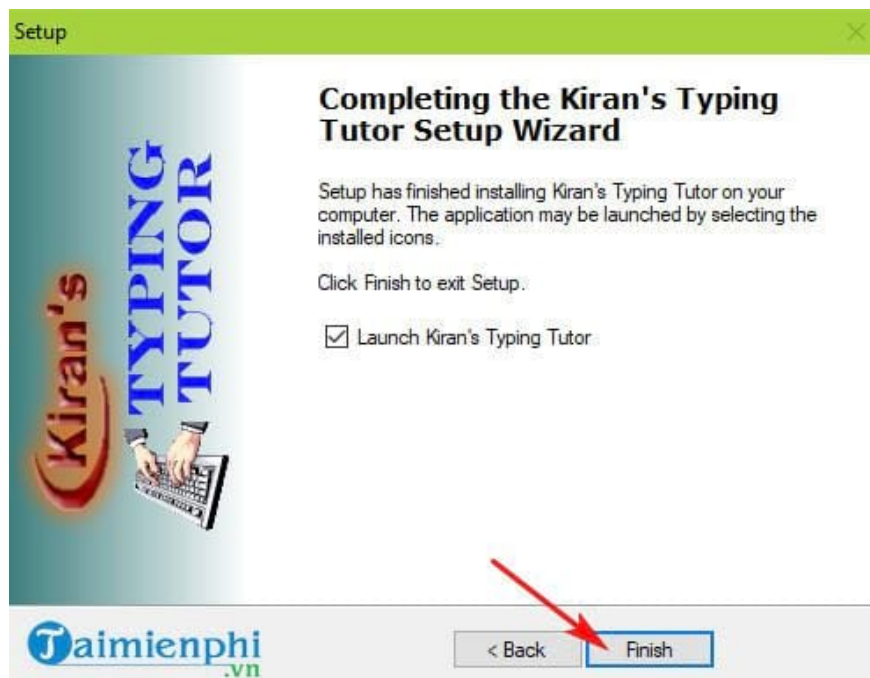 Setup
Completing the Kiran's Typing
Tutor Setup Wizard
Setup has finished installing Kiran's Typing Tutor on your
computer. The application may be launched by selecting the
installed icons.
Click Finish to exit Setup.
Launch Kiran's Typing Tutor
Kiran's
TYPING
TUTOR
Taimienphi
.vn
< Back
Finish